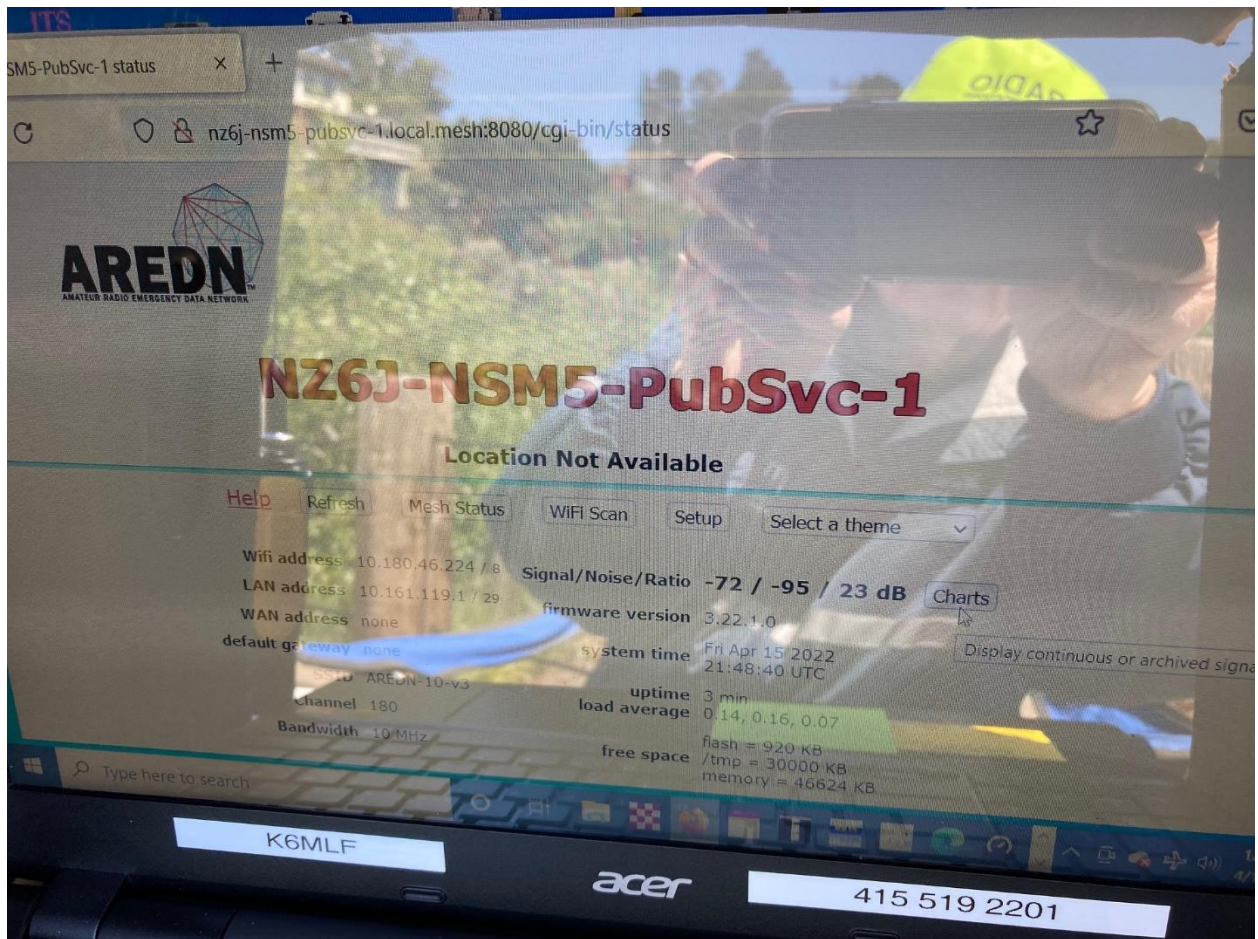 ITS
SM5-PubSvc-1 status
nz6j-nsm5-pubsvc-1.local.mesh:8080/cgi-bin/status
RADIO
AREDN
AMATEUR RADIO EMERGENCY DATA NETWORK
NZ6J-NSM5-PubSvc-1
Location Not Available
Help Refresh Mesh Status WiFi Scan Setup Select a theme
Wifi address 10.180.46.224 / 8
LAN address 10.161.119.1 / 29
WAN address none
default gateway none
SSID AREDN-10-v3
Channel 180
Bandwidth 10 MHz
Signal/Noise/Ratio -72 / -95 / 23 dB Charts
firmware version 3.22.1.0
Display continuous or archived signa
system time Fri Apr 15 2022
21:48:40 UTC
uptime 3 min
load average 0.14, 0.16, 0.07
free space flash = 920 KB
/tmp = 30000 KB
memory = 46624 KB
Type here to search
K6MLF
acer
415 519 2201